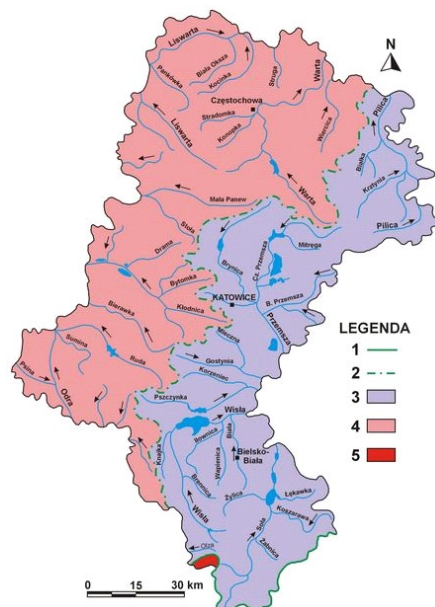 Liswarta
Biała Oksza
Pankówka
Kocinka
Struga
Warta
N
Częstochowa
Stradomka
Konopka
Wiercica
Liswarta
Pilica
Białka
Krztynia
Warta
Mała Panew
Pilica
Stoła
Mitręga
Drama
Brynica
Cz. Przemsza
Bytomka
B. Przemsza
KATOWICE
Kłodnica
Bierawka
Przemsza
Mleczna
Sumina
Ruda
Gostynia
Korzeniec
Psina
Odra
Pszczynka
Wisła
Iłownica
Biała
Knajka
Wapienica
Bielsko-
Biała
Brennica
Wisła
Żylica
Łękawka
Soła
Koszarawa
Żabnica
Olza
LEGENDA
1
2
3
4
5
0 15 30 km